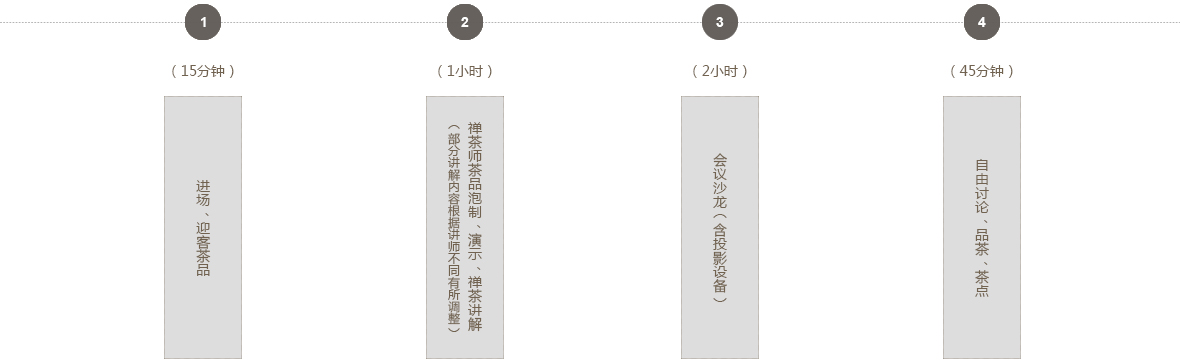 1
（15分钟）
进场、迎客茶品
2
（1小时）
禅茶师茶品泡制、演示、禅茶讲解
（部分讲解内容根据讲师不同有所调整）
3
（2小时）
会议沙龙（含投影设备）
4
（45分钟）
自由讨论、品茶、茶点